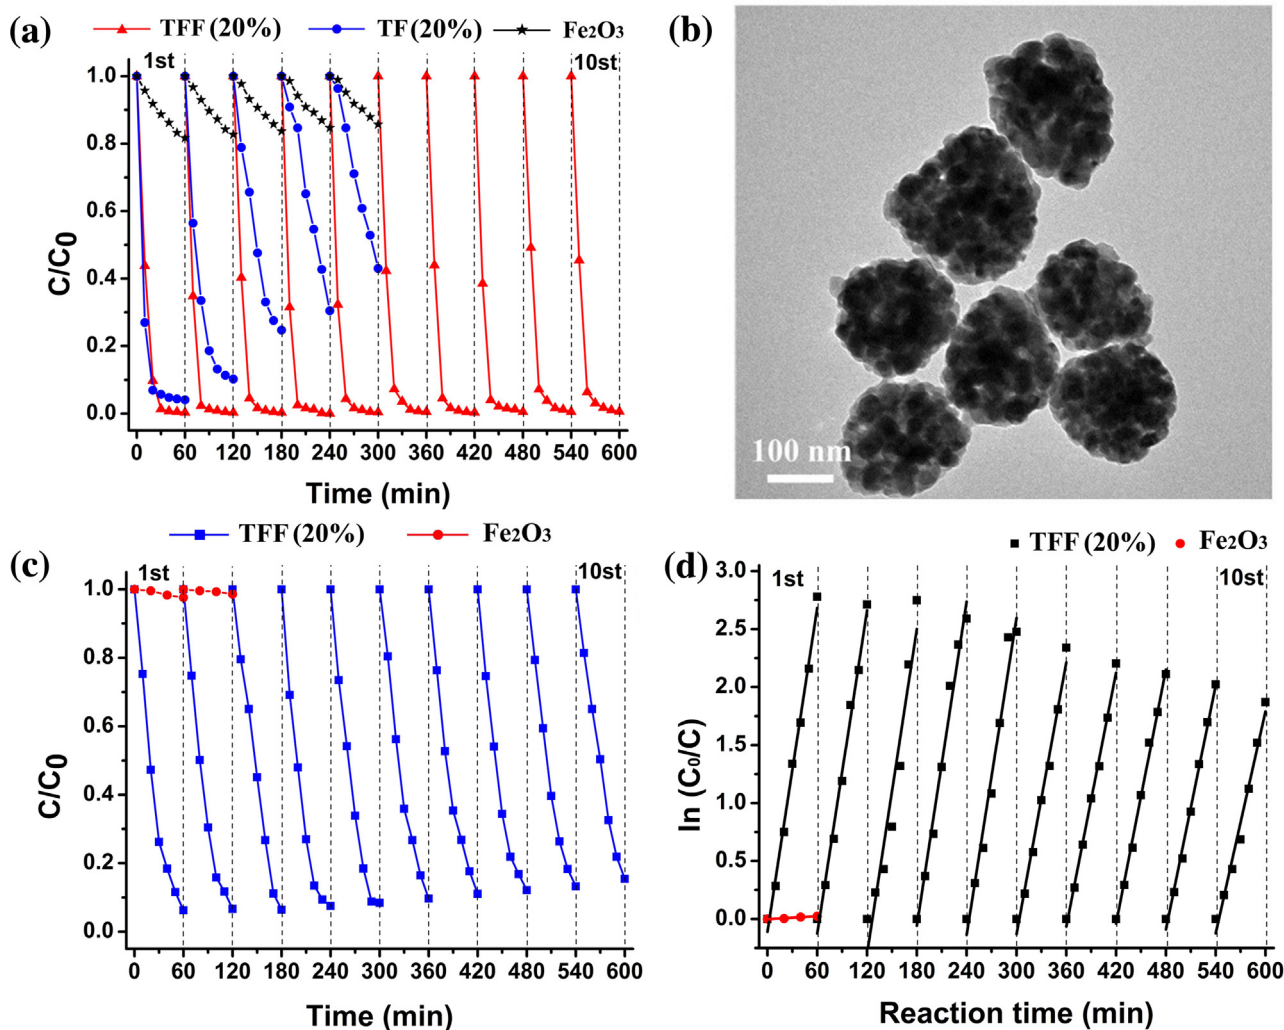 (a)
TFF (20%) TF (20%) Fe₂O₃
1st 10st
1.0
0.8
0.6
0.4
0.2
0.0
C/C₀
0 60 120 180 240 300 360 420 480 540 600
Time (min)
(b)
100 nm
(c)
TFF (20%) Fe₂O₃
1st 10st
1.0
0.8
0.6
0.4
0.2
0.0
C/C₀
0 60 120 180 240 300 360 420 480 540 600
Time (min)
(d)
TFF (20%) Fe₂O₃
1st 10st
3.0
2.5
2.0
1.5
1.0
0.5
0.0
ln (C₀/C)
0 60 120 180 240 300 360 420 480 540 600
Reaction time (min)